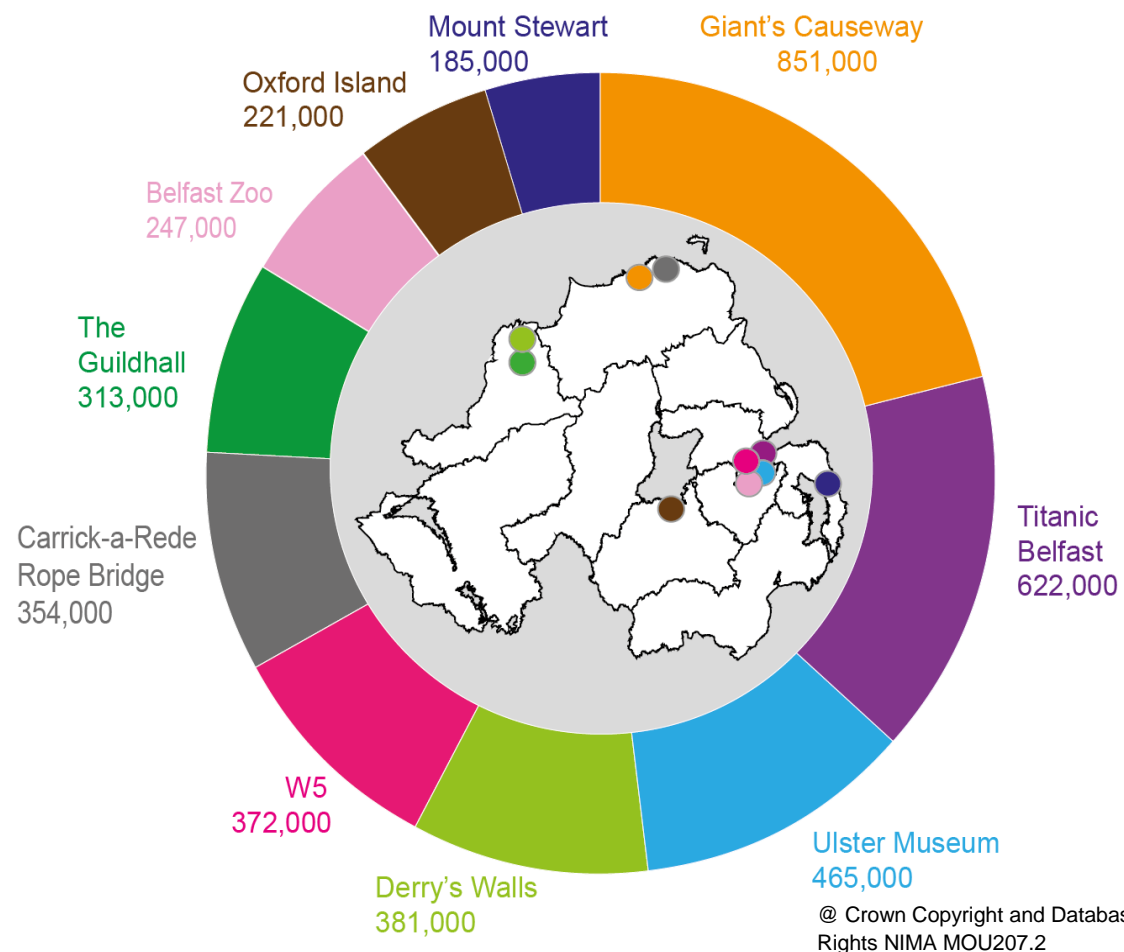 Mount Stewart
185,000
Giant's Causeway
851,000
Oxford Island
221,000
Belfast Zoo
247,000
The
Guildhall
313,000
Carrick-a-Rede
Rope Bridge
354,000
Titanic
Belfast
622,000
W5
372,000
Derry's Walls
381,000
Ulster Museum
465,000
@ Crown Copyright and Databas
Rights NIMA MOU207.2